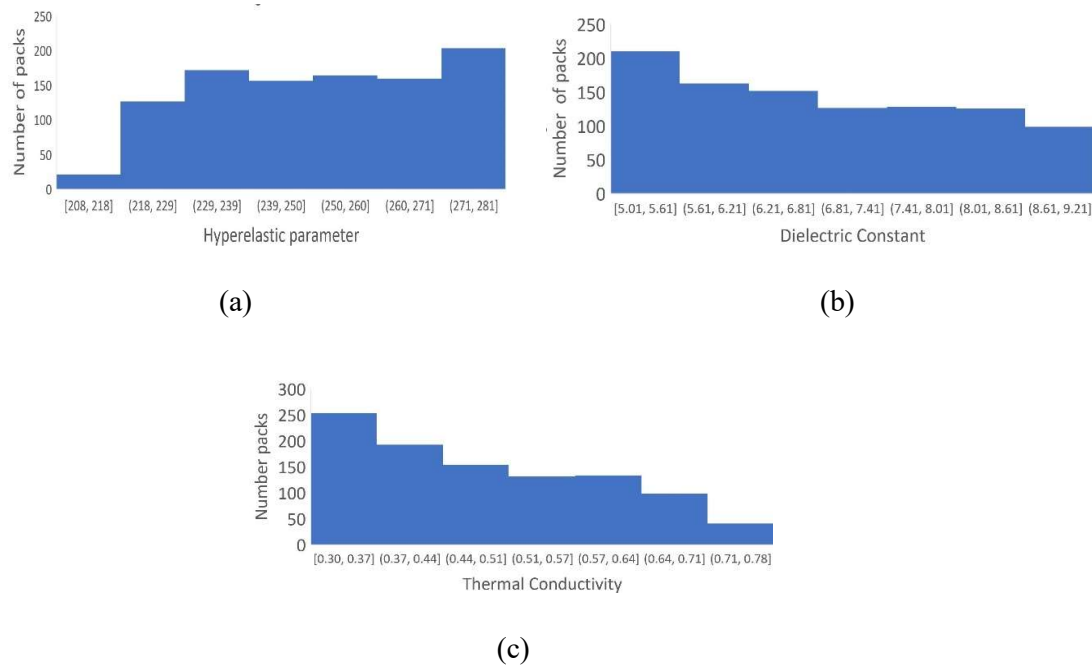 250
200
150
100
50
0
Number of packs
[208, 218] (218, 229] (229, 239] (239, 250] (250, 260] (260, 271] (271, 281]
Hyperelastic parameter
(a)
250
200
150
100
50
0
Number of packs
[5.01, 5.61] (5.61, 6.21] (6.21, 6.81] (6.81, 7.41] (7.41, 8.01] (8.01, 8.61] (8.61, 9.21]
Dielectric Constant
(b)
300
250
200
150
100
50
0
Number packs
[0.30, 0.37] (0.37, 0.44] (0.44, 0.51] (0.51, 0.57] (0.57, 0.64] (0.64, 0.71] (0.71, 0.78]
Thermal Conductivity
(c)